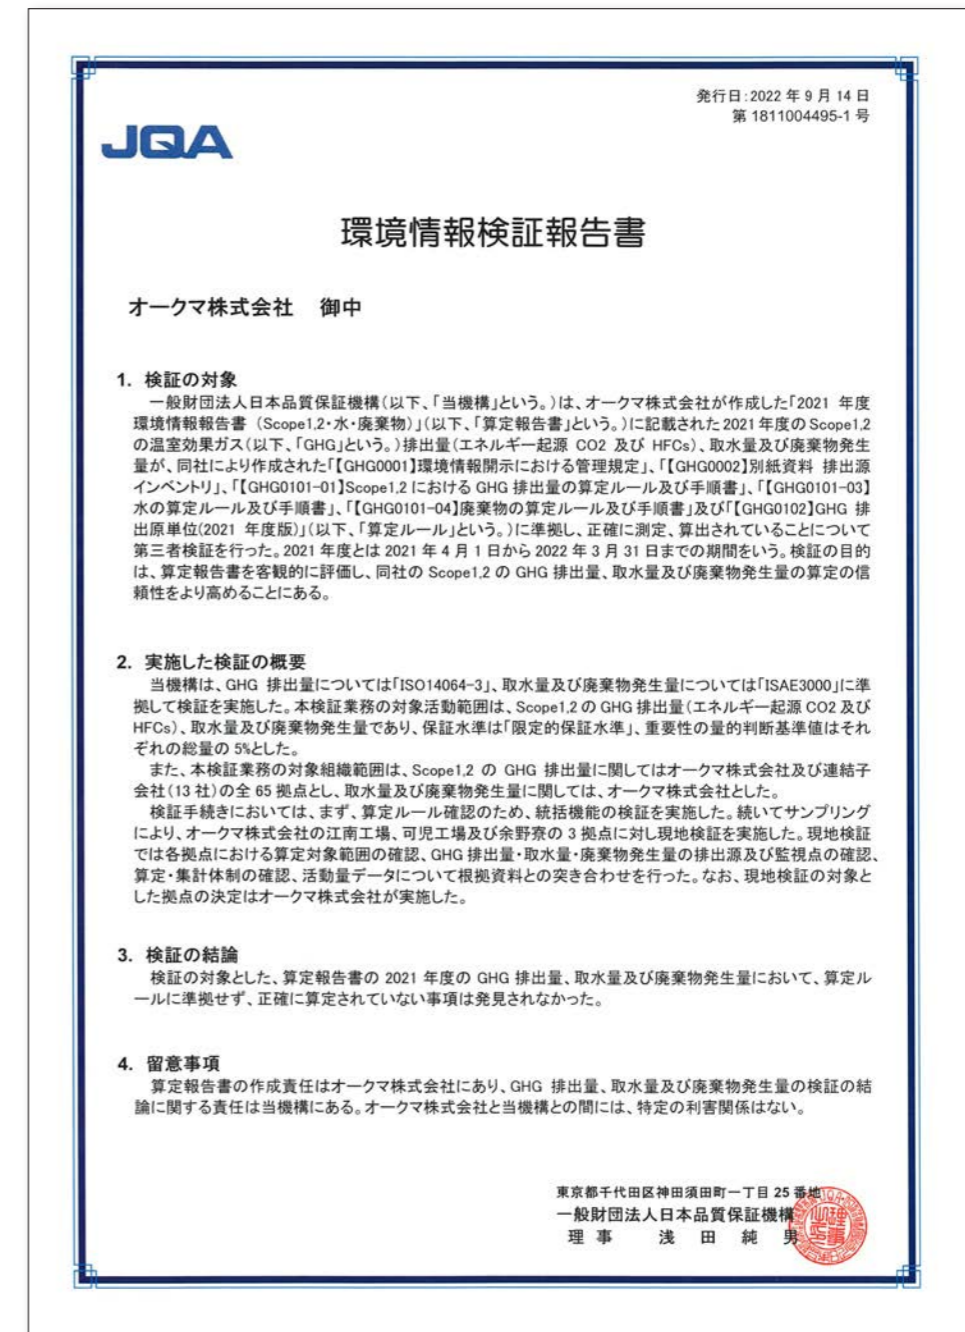 発行日:2022 年 9 月 14 日
第 1811004495-1 号
JQA
環境情報検証報告書
オークマ株式会社　御中
1. 検証の対象
一般財団法人日本品質保証機構(以下、「当機構」という。)は、オークマ株式会社が作成した「2021 年度
環境情報報告書 (Scope1,2・水・廃棄物)」(以下、「算定報告書」という。)に記載された 2021 年度の Scope1,2
の温室効果ガス(以下、「GHG」という。)排出量(エネルギー起源 CO2 及び HFCs)、取水量及び廃棄物発生
量が、同社により作成された「【GHG0001】環境情報開示における管理規定」、「【GHG0002】別紙資料 排出源
インベントリ」、「【GHG0101-01】Scope1,2 における GHG 排出量の算定ルール及び手順書」、「【GHG0101-03】
水の算定ルール及び手順書」、「【GHG0101-04】廃棄物の算定ルール及び手順書」及び「【GHG0102】GHG 排
出原単位(2021 年度版)」(以下、「算定ルール」という。)に準拠し、正確に測定、算出されていることについて
第三者検証を行った。2021 年度とは 2021 年 4 月 1 日から 2022 年 3 月 31 日までの期間をいう。検証の目的
は、算定報告書を客観的に評価し、同社の Scope1,2 の GHG 排出量、取水量及び廃棄物発生量の算定の信
頼性をより高めることにある。
2. 実施した検証の概要
当機構は、GHG 排出量については「ISO14064-3」、取水量及び廃棄物発生量については「ISAE3000」に準
拠して検証を実施した。本検証業務の対象活動範囲は、Scope1,2 の GHG 排出量(エネルギー起源 CO2 及び
HFCs)、取水量及び廃棄物発生量であり、保証水準は「限定的保証水準」、重要性の量的判断基準値はそれ
ぞれの総量の 5%とした。
また、本検証業務の対象組織範囲は、Scope1,2 の GHG 排出量に関してはオークマ株式会社及び連結子
会社(13 社)の全 65 拠点とし、取水量及び廃棄物発生量に関しては、オークマ株式会社とした。
検証手続きにおいては、まず、算定ルール確認のため、統括機能の検証を実施した。続いてサンプリング
により、オークマ株式会社の江南工場、可児工場及び余野寮の 3 拠点に対し現地検証を実施した。現地検証
では各拠点における算定対象範囲の確認、GHG 排出量・取水量・廃棄物発生量の排出源及び監視点の確認、
算定・集計体制の確認、活動量データについて根拠資料との突き合わせを行った。なお、現地検証の対象と
した拠点の決定はオークマ株式会社が実施した。
3. 検証の結論
検証の対象とした、算定報告書の 2021 年度の GHG 排出量、取水量及び廃棄物発生量において、算定ル
ールに準拠せず、正確に算定されていない事項は発見されなかった。
4. 留意事項
算定報告書の作成責任はオークマ株式会社にあり、GHG 排出量、取水量及び廃棄物発生量の検証の結
論に関する責任は当機構にある。オークマ株式会社と当機構との間には、特定の利害関係はない。
東京都千代田区神田須田町一丁目 25 番地
一般財団法人日本品質保証機構
理 事　浅 田 純 男